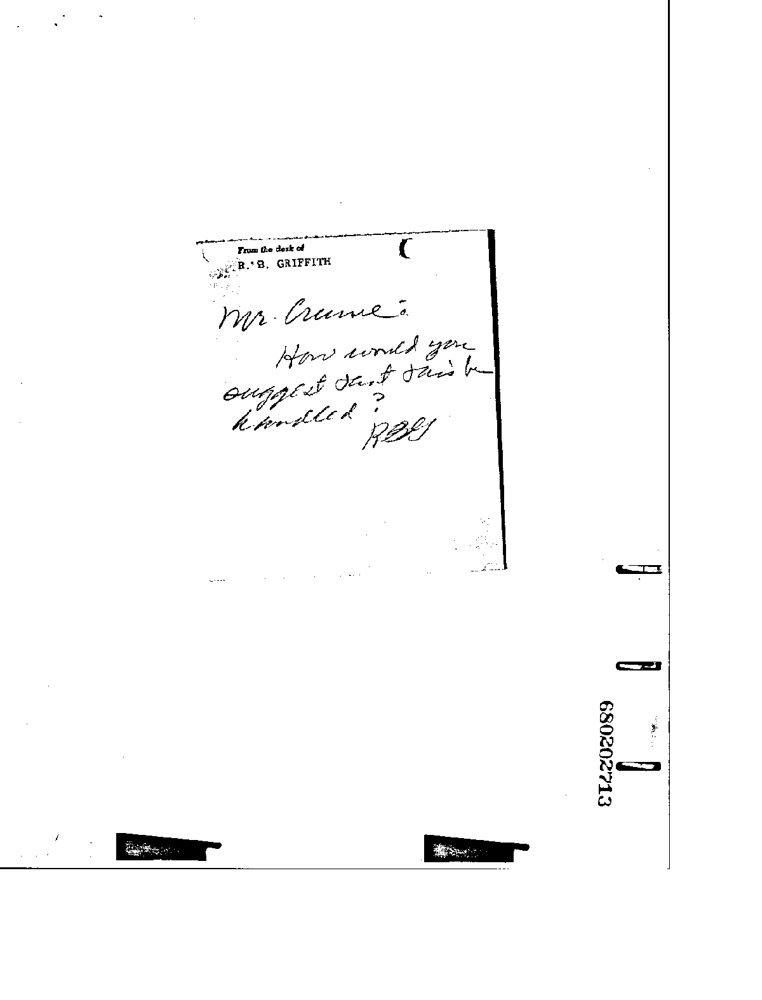 From the desk of
R. B. GRIFFITH
Mr. Crume:
How would you
suggest that this be
handled?
RBG
680202713